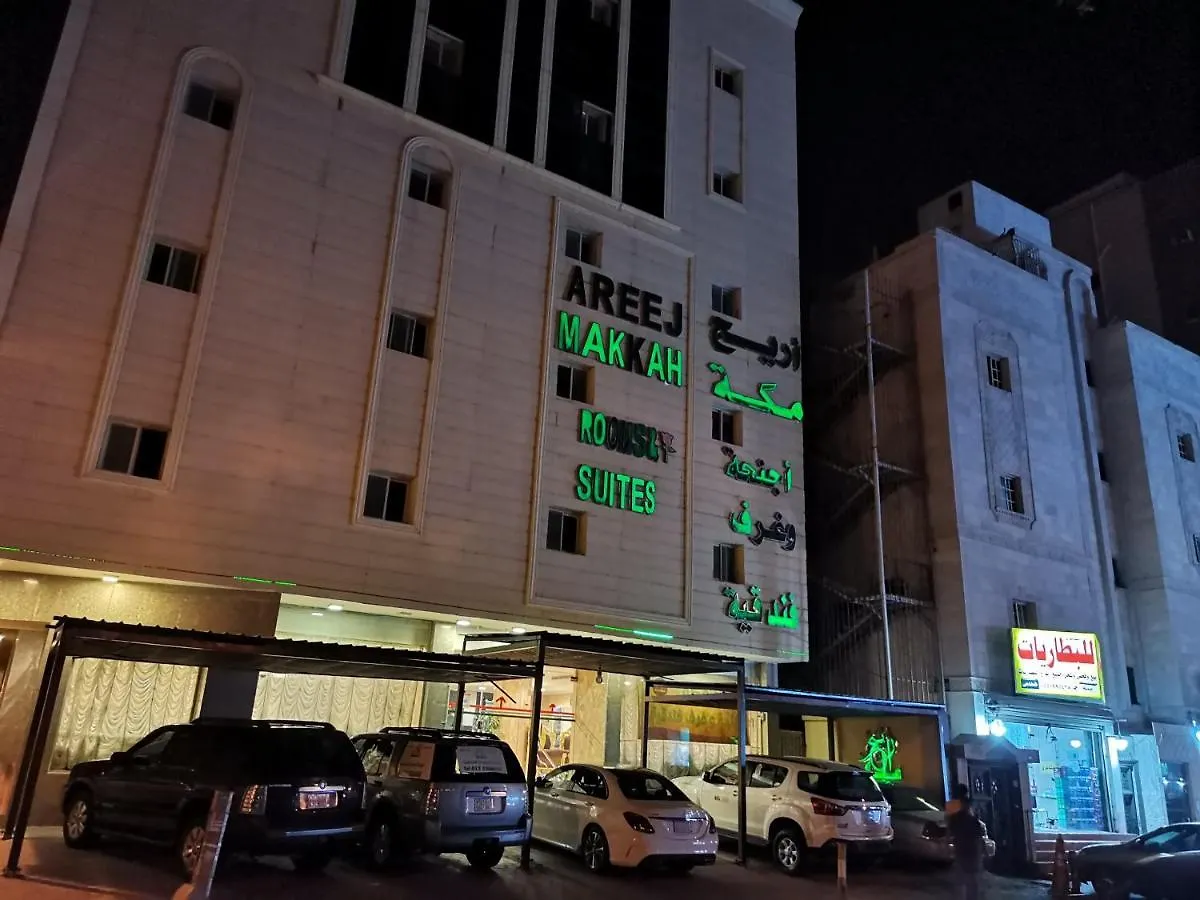 AREEJ
MAKKAH
ROOMS&
SUITES
أريج
مكة
أجنحة
وغرف
فندقية
للبطاريات